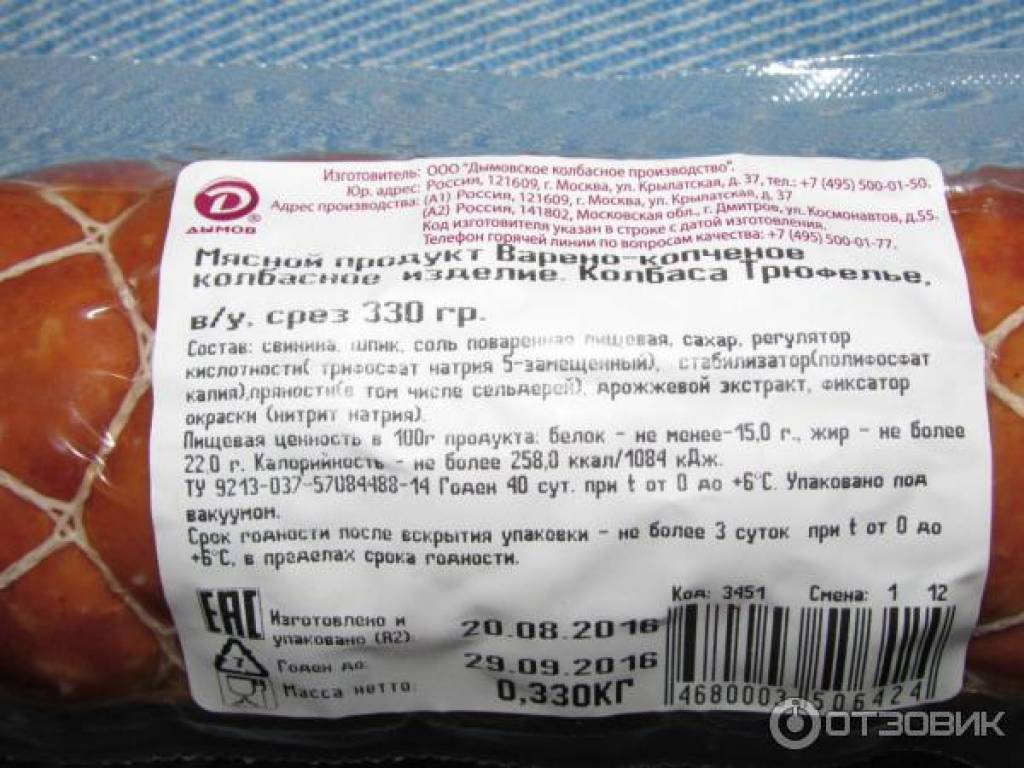 Изготовитель: ООО "Дымовское колбасное производство".
Юр. адрес: Россия, 121609, г. Москва, ул. Крылатская, д. 37, тел.: +7 (495) 500-01-50.
Адрес производства: (А1) Россия, 121609, г. Москва, ул. Крылатская, д. 37
(А2) Россия, 141802, Московская обл., г. Дмитров, ул. Космонавтов, д.55.
Код изготовителя указан в строке с датой изготовления.
Телефон горячей линии по вопросам качества: +7 (495) 500-01-77.
Д ®
ДЫМОВ
Мясной продукт Варено-копченое
колбасное изделие. Колбаса Трюфелье,
в/у, срез 330 гр.
Состав: свинина, шпик, соль поваренная пищевая, сахар, регулятор
кислотности( трифосфат натрия 5-замещенный), стабилизатор(полифосфат
калия),пряности(в том числе сельдерей), дрожжевой экстракт, фиксатор
окраски (нитрит натрия).
Пищевая ценность в 100г продукта: белок - не менее-15,0 г., жир - не более
22,0 г. Калорийность - не более 258,0 ккал/1084 кДж.
ТУ 9213-037-57084488-14 Годен 40 сут. при t от 0 до +6°С. Упаковано под
вакуумом.
Срок годности после вскрытия упаковки - не более 3 суток при t от 0 до
+6°С, в пределах срока годности.
Код: 3451 Смена: 1 12
ЕАС
Изготовлено и
упаковано (А2): 20.08.2016
7
Годен до: 29.09.2016
Масса нетто: 0,330КГ
4680003 506424
ОТЗОВИК